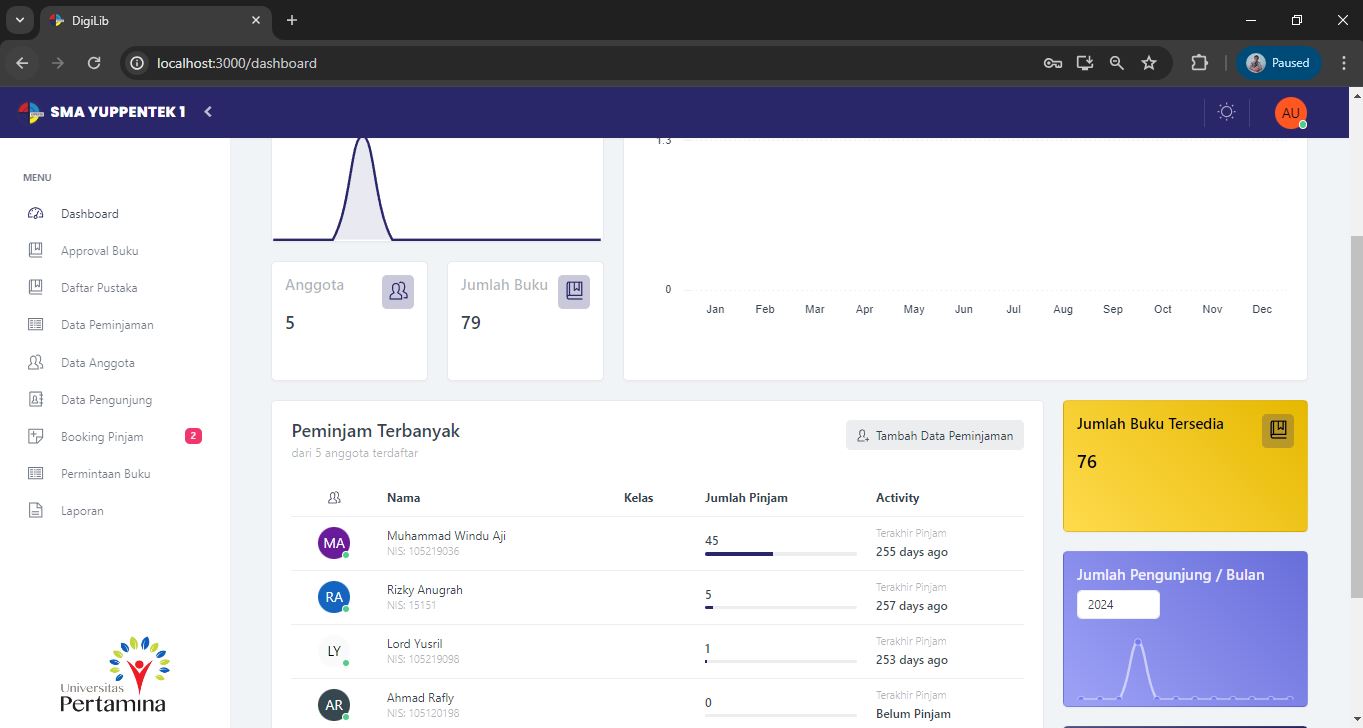 DigiLib
localhost:3000/dashboard
Paused
SMA YUPPENTEK 1
AU
MENU
Dashboard
Approval Buku
Daftar Pustaka
Data Peminjaman
Data Anggota
Data Pengunjung
Booking Pinjam 2
Permintaan Buku
Laporan
Universitas
Pertamina
Anggota
5
Jumlah Buku
79
1.3
0
Jan Feb Mar Apr May Jun Jul Aug Sep Oct Nov Dec
Peminjam Terbanyak
dari 5 anggota terdaftar
Tambah Data Peminjaman
Nama Kelas Jumlah Pinjam Activity
MA Muhammad Windu Aji 45 Terakhir Pinjam
NIS: 105219036 255 days ago
RA Rizky Anugrah 5 Terakhir Pinjam
NIS: 15151 257 days ago
LY Lord Yusril 1 Terakhir Pinjam
NIS: 105219098 253 days ago
AR Ahmad Rafly 0 Terakhir Pinjam
NIS: 105120198 Belum Pinjam
Jumlah Buku Tersedia
76
Jumlah Pengunjung / Bulan
2024